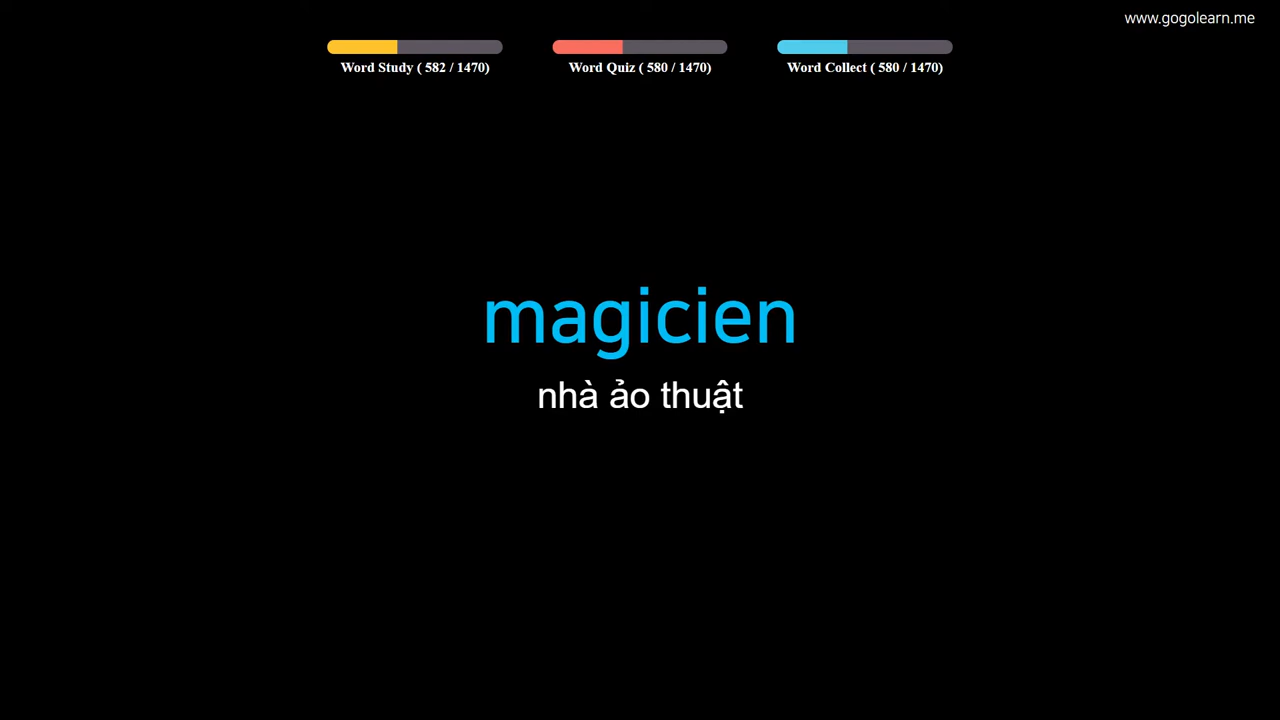 www.gogolearn.me
Word Study ( 582 / 1470)
Word Quiz ( 580 / 1470)
Word Collect ( 580 / 1470)
magicien
nhà ảo thuật